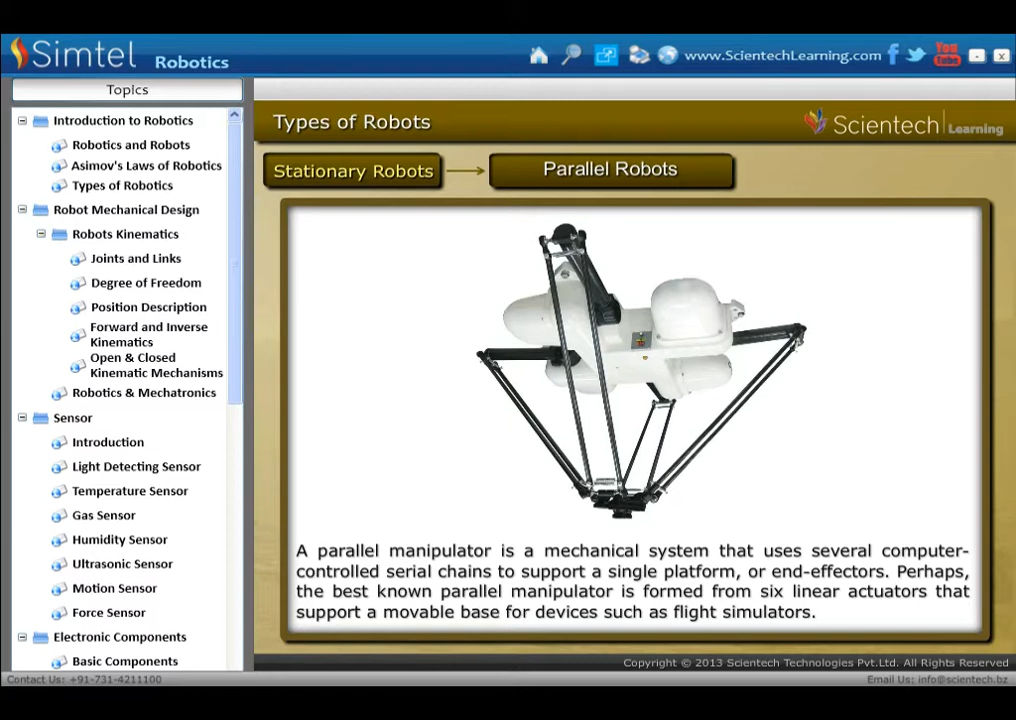 Simtel Robotics
www.ScientechLearning.com
You
Tube
Topics
Introduction to Robotics
Robotics and Robots
Asimov's Laws of Robotics
Types of Robotics
Robot Mechanical Design
Robots Kinematics
Joints and Links
Degree of Freedom
Position Description
Forward and Inverse
Kinematics
Open & Closed
Kinematic Mechanisms
Robotics & Mechatronics
Sensor
Introduction
Light Detecting Sensor
Temperature Sensor
Gas Sensor
Humidity Sensor
Ultrasonic Sensor
Motion Sensor
Force Sensor
Electronic Components
Basic Components
Types of Robots
Scientech Learning
Stationary Robots
Parallel Robots
A parallel manipulator is a mechanical system that uses several computer-
controlled serial chains to support a single platform, or end-effectors. Perhaps,
the best known parallel manipulator is formed from six linear actuators that
support a movable base for devices such as flight simulators.
Copyright © 2013 Scientech Technologies Pvt.Ltd. All Rights Reserved
Contact Us: +91-731-4211100
Email Us: info@scientech.bz